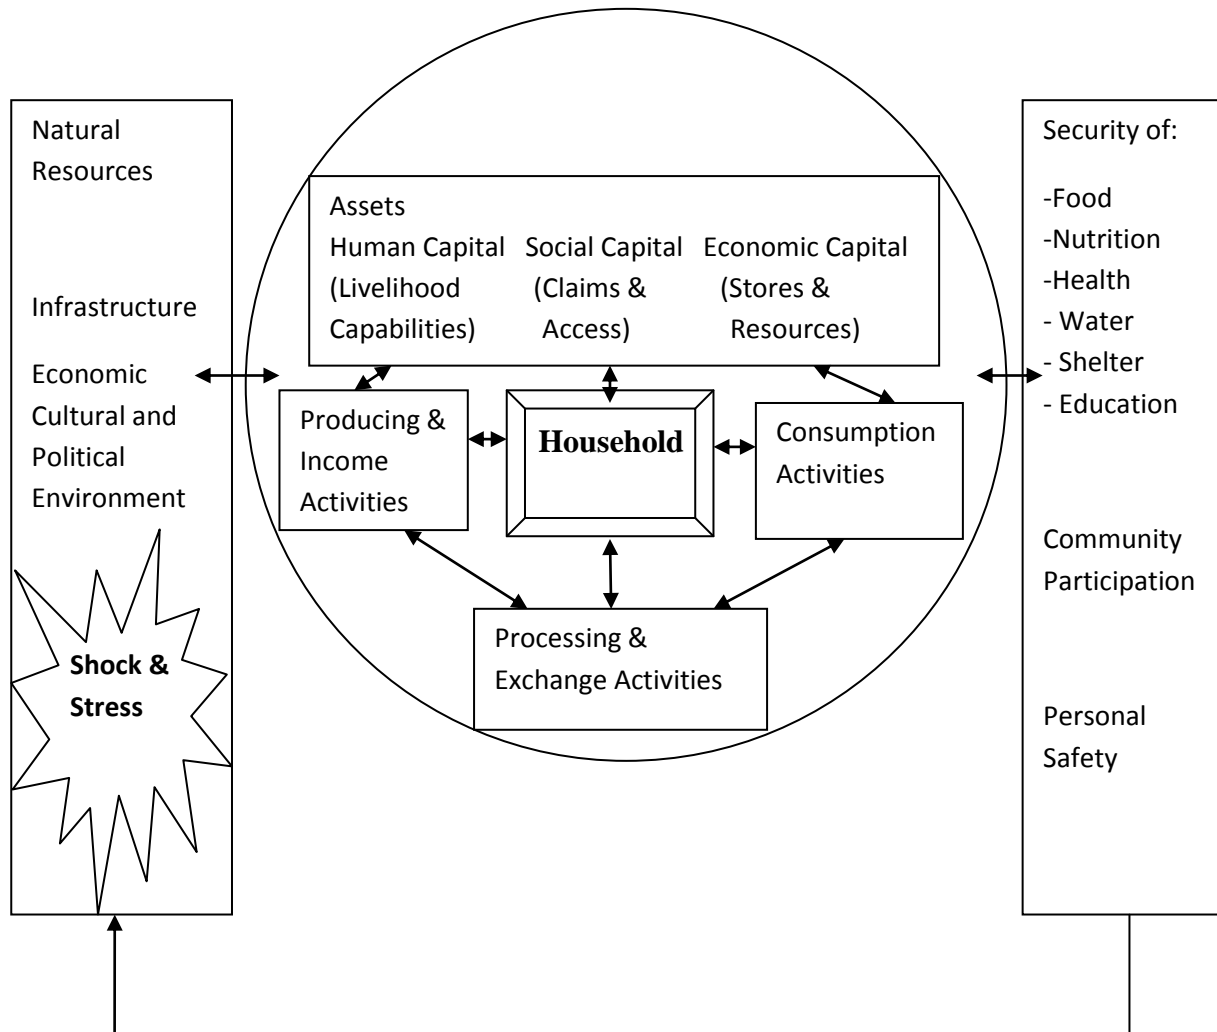 Natural
Resources
Infrastructure
Economic
Cultural and
Political
Environment
Shock &
Stress
Assets
Human Capital Social Capital Economic Capital
(Livelihood (Claims & (Stores &
Capabilities) Access) Resources)
Producing &
Income
Activities
Household
Consumption
Activities
Processing &
Exchange Activities
Security of:
-Food
-Nutrition
-Health
- Water
- Shelter
- Education
Community
Participation
Personal
Safety